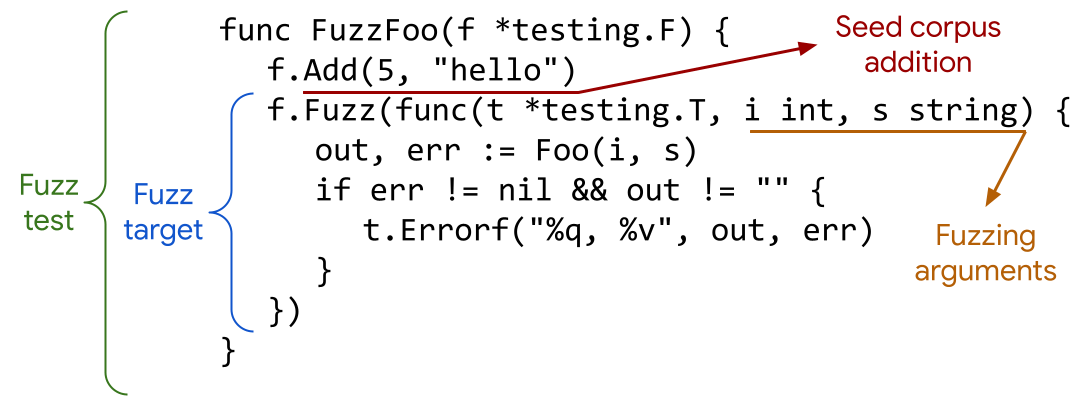 func FuzzFoo(f *testing.F) {
f.Add(5, "hello")
f.Fuzz(func(t *testing.T, i int, s string) {
out, err := Foo(i, s)
if err != nil && out != "" {
t.Errorf("%q, %v", out, err)
}
})
}
Seed corpus
addition
Fuzz
test
Fuzz
target
Fuzzing
arguments